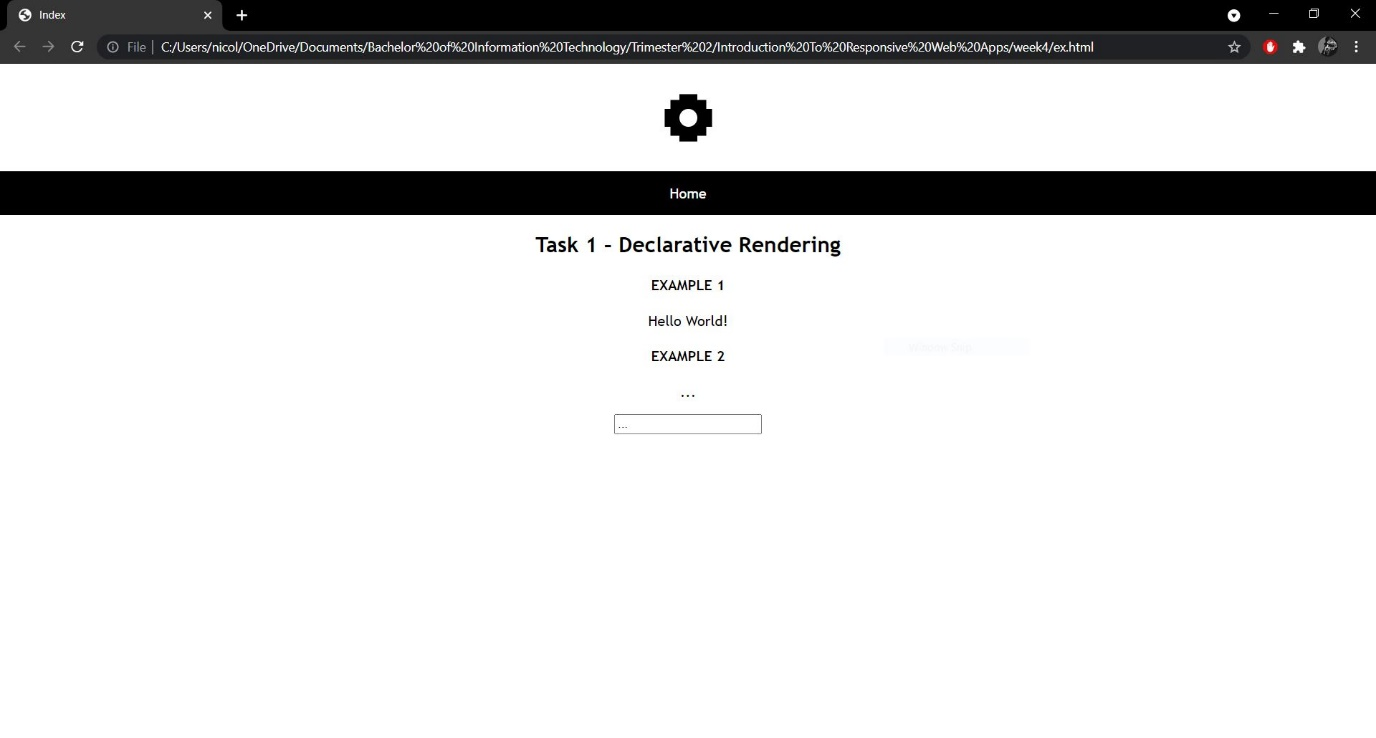 Index
File
C:/Users/nicol/OneDrive/Documents/Bachelor%20of%20Information%20Technology/Trimester%202/Introduction%20To%20Responsive%20Web%20Apps/week4/ex.html
Home
Task 1 - Declarative Rendering
EXAMPLE 1
Hello World!
EXAMPLE 2
...
...